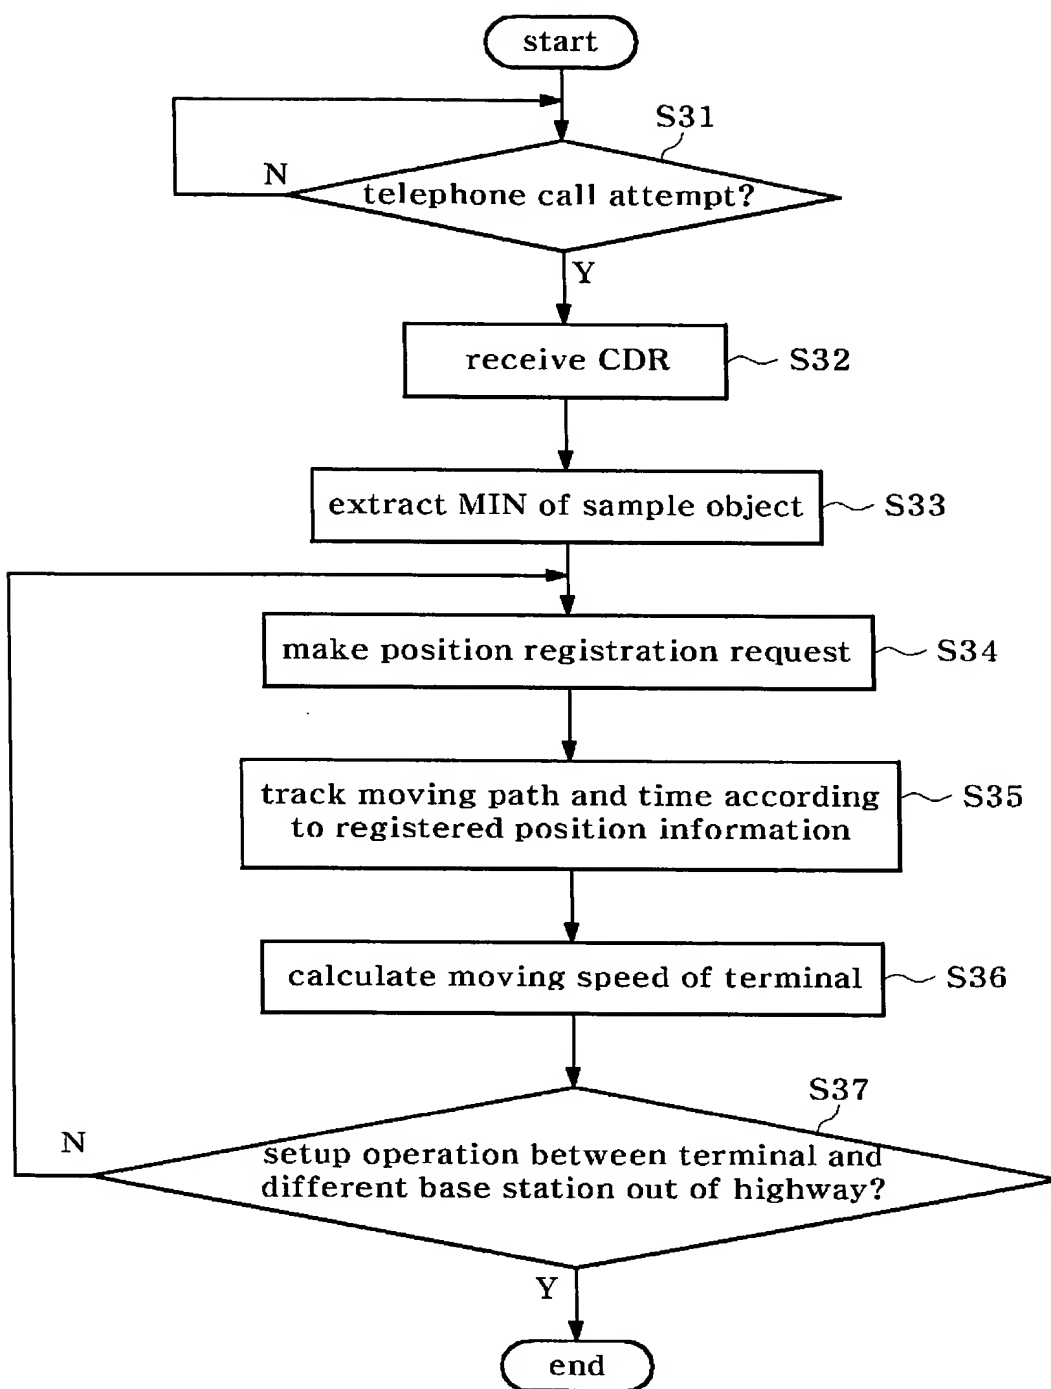 start
S31
N
telephone call attempt?
Y
receive CDR
S32
extract MIN of sample object
S33
make position registration request
S34
track moving path and time according
to registered position information
S35
calculate moving speed of terminal
S36
S37
N
setup operation between terminal and
different base station out of highway?
Y
end